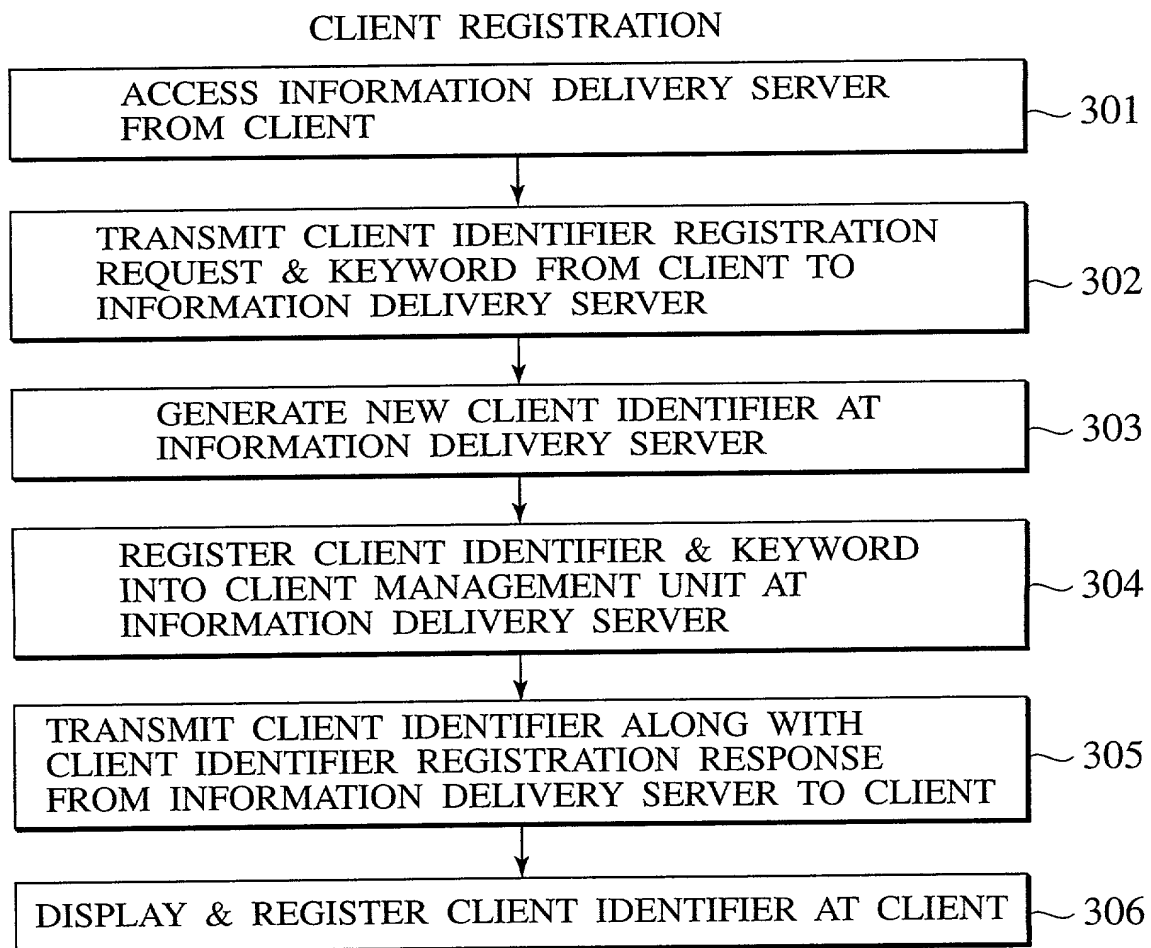 CLIENT REGISTRATION
ACCESS INFORMATION DELIVERY SERVER
FROM CLIENT
301
TRANSMIT CLIENT IDENTIFIER REGISTRATION
REQUEST & KEYWORD FROM CLIENT TO
INFORMATION DELIVERY SERVER
302
GENERATE NEW CLIENT IDENTIFIER AT
INFORMATION DELIVERY SERVER
303
REGISTER CLIENT IDENTIFIER & KEYWORD
INTO CLIENT MANAGEMENT UNIT AT
INFORMATION DELIVERY SERVER
304
TRANSMIT CLIENT IDENTIFIER ALONG WITH
CLIENT IDENTIFIER REGISTRATION RESPONSE
FROM INFORMATION DELIVERY SERVER TO CLIENT
305
DISPLAY & REGISTER CLIENT IDENTIFIER AT CLIENT
306